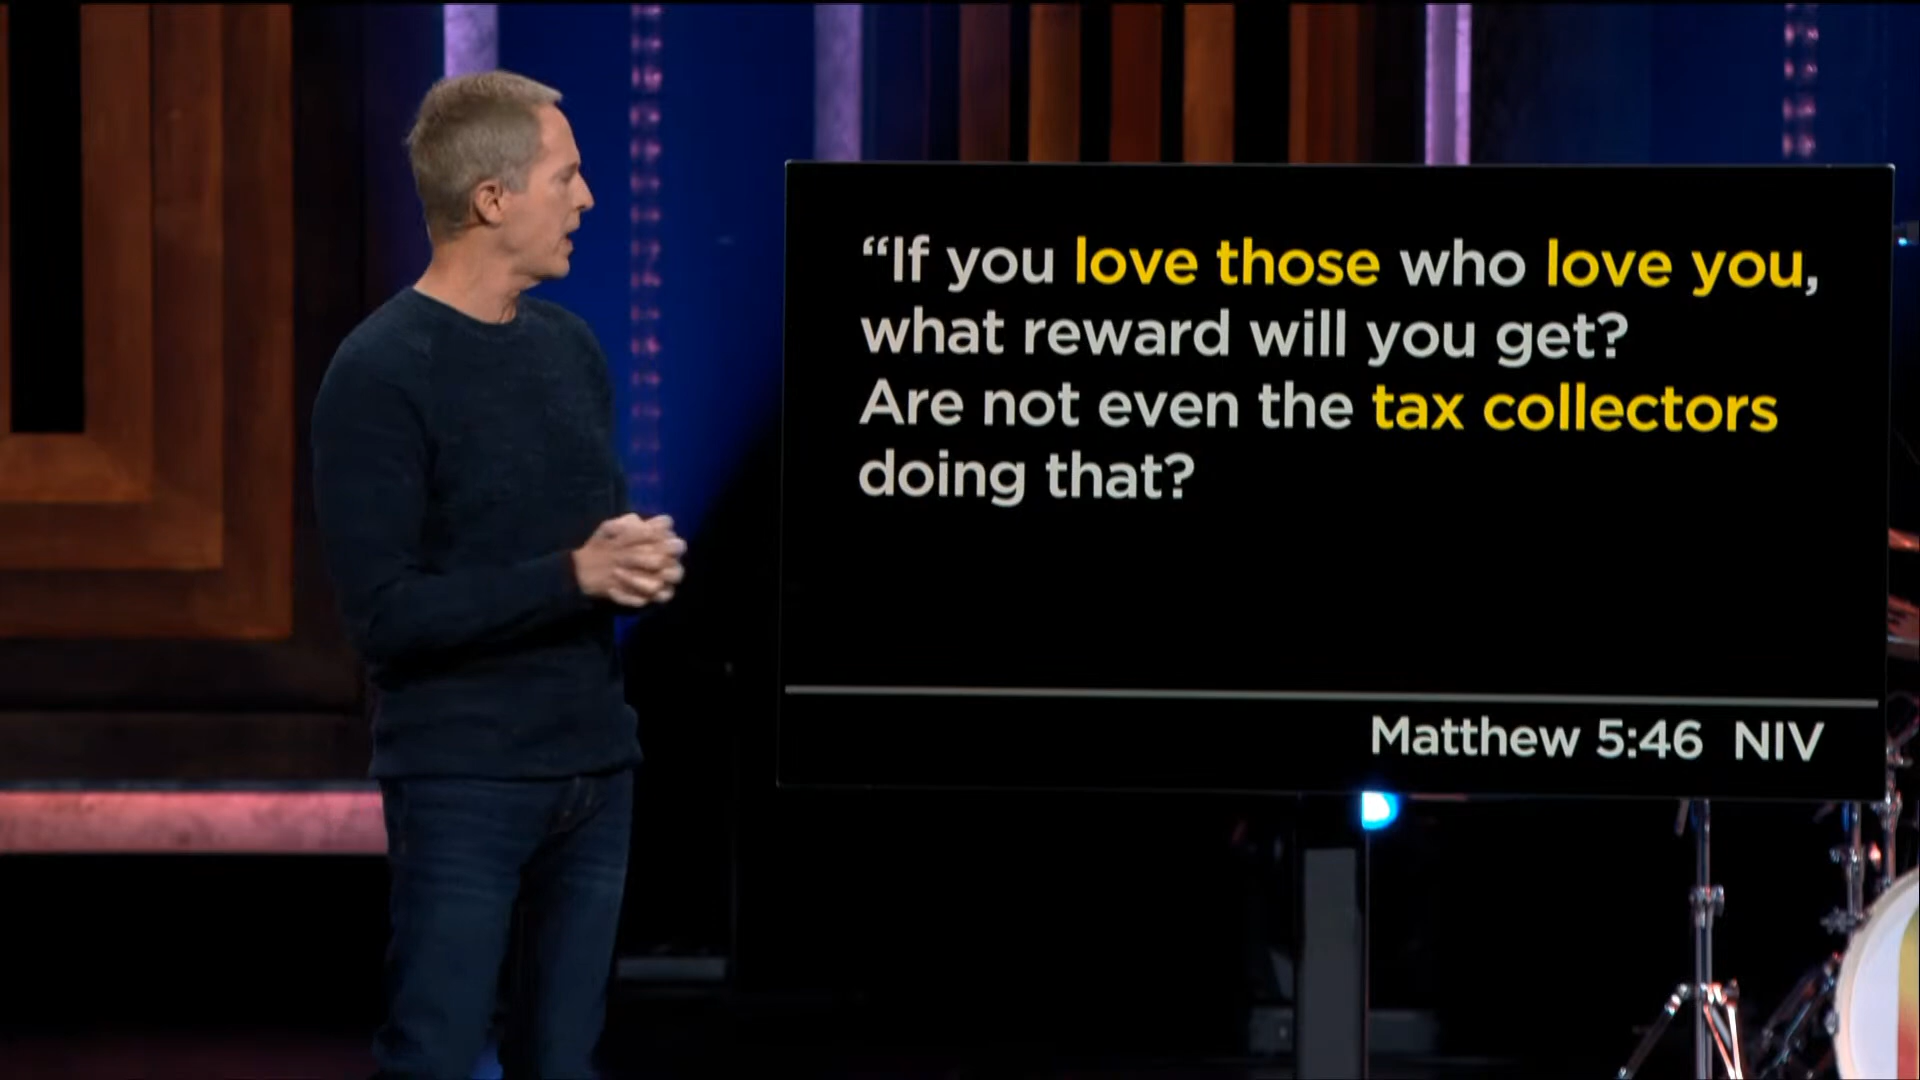 “If you love those who love you,
what reward will you get?
Are not even the tax collectors
doing that?
Matthew 5:46 NIV